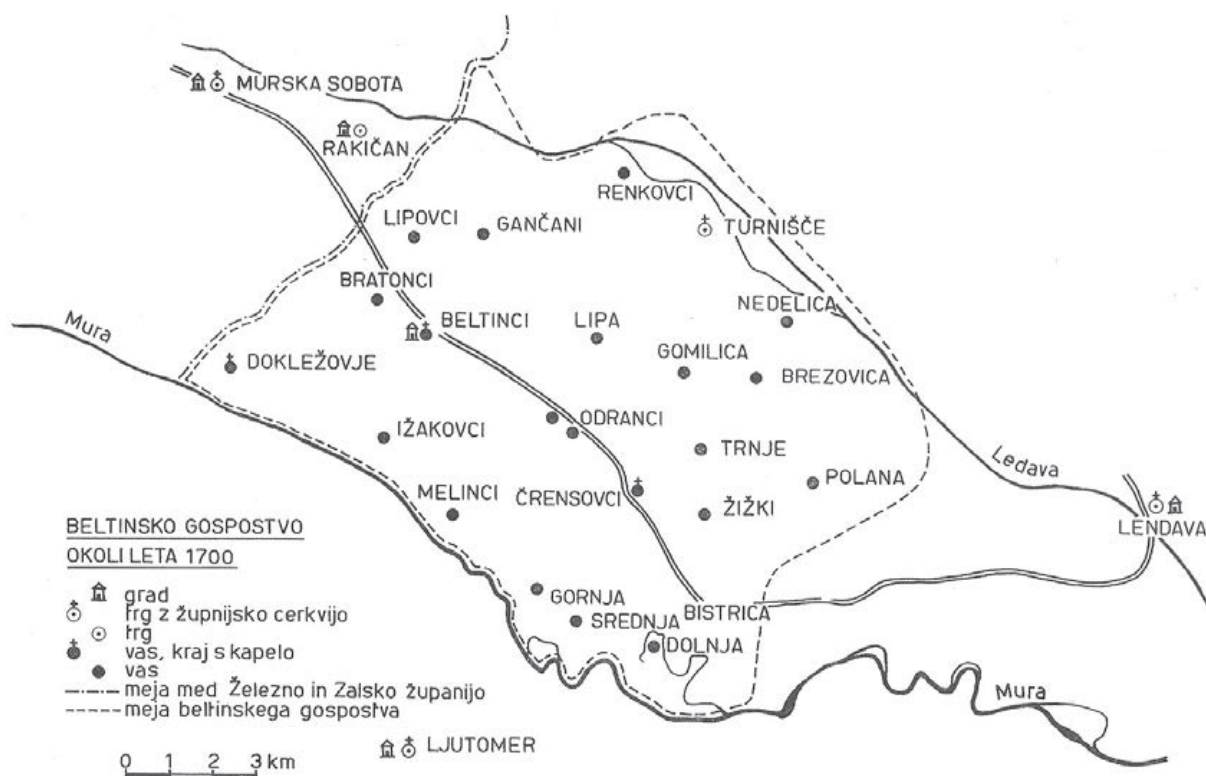 MURSKA SOBOTA
RAKIČAN
RENKOVCI
LIPOVCI
GANČANI
TURNIŠČE
BRATONCI
NEDELICA
Mura
BELTINCI
LIPA
DOKLEŽOVJE
GOMILICA
BREZOVICA
IŽAKOVCI
ODRANCI
TRNJE
Ledava
MELINCI
ČRENSOVCI
POLANA
ŽIŽKI
LENDAVA
GORNJA
BISTRICA
SREDNJA
DOLNJA
Mura
BELTINSKO GOSPOSTVO
OKOLI LETA 1700
grad
trg z župnijsko cerkvijo
trg
vas, kraj s kapelo
vas
meja med Železno in Zalsko županijo
meja beltinskega gospostva
LJUTOMER
0 1 2 3 km